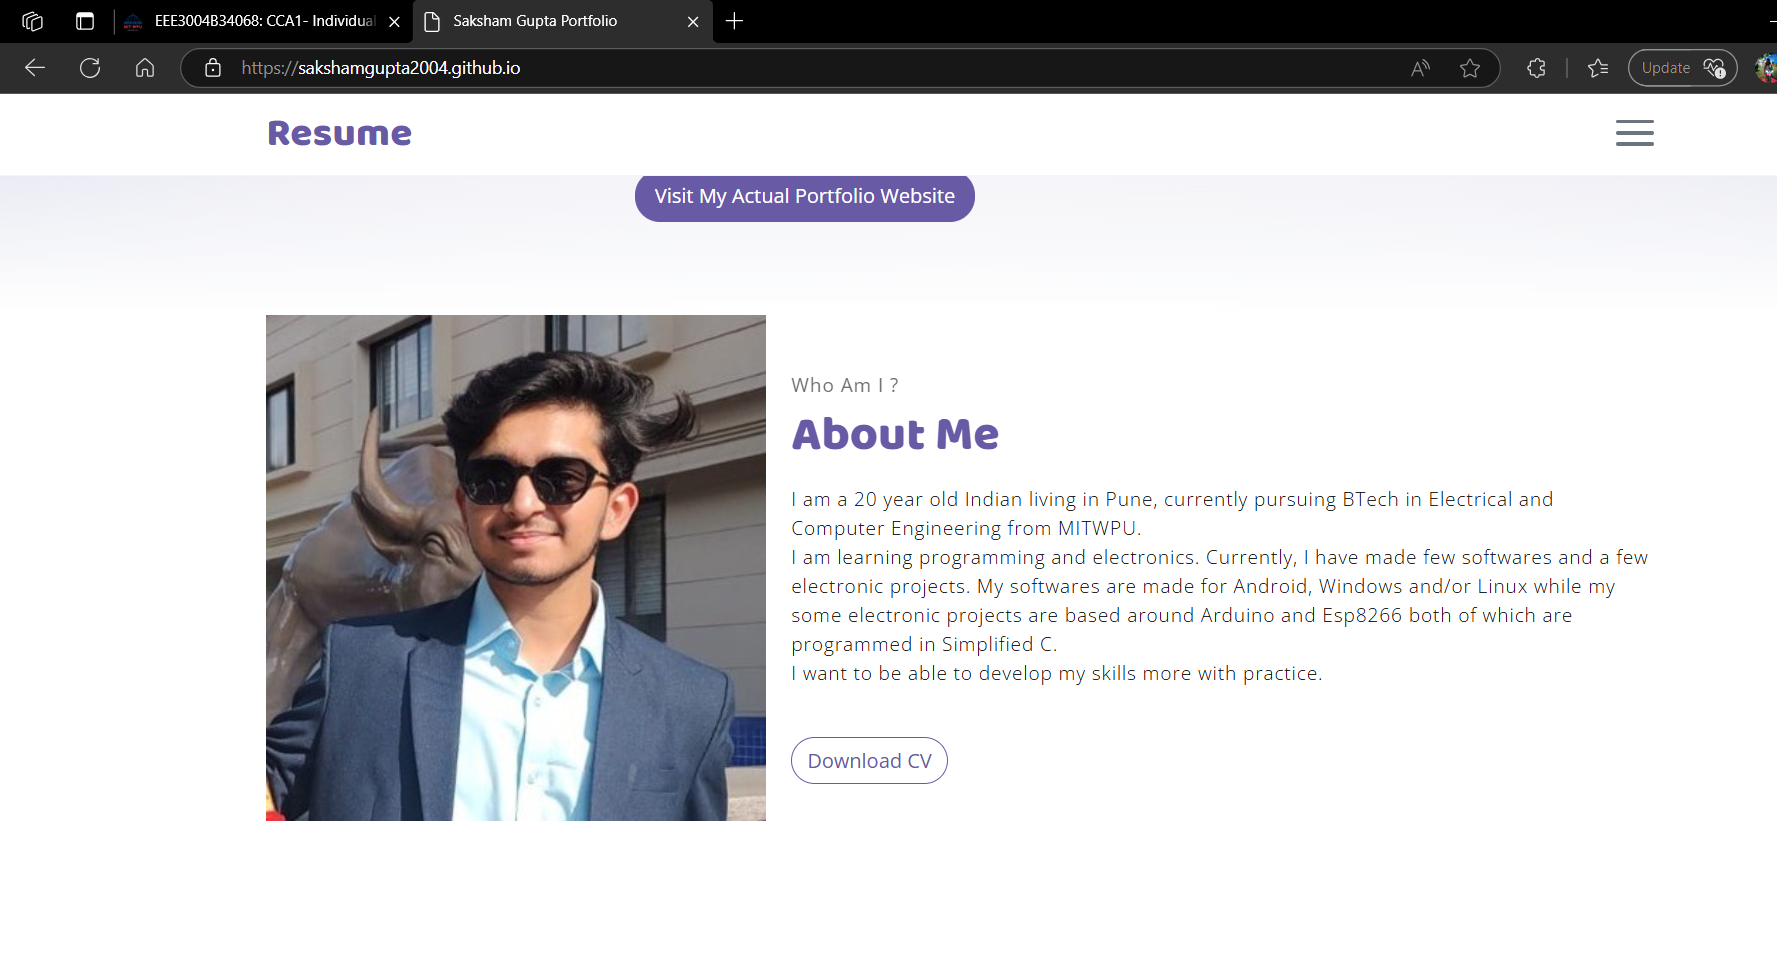 EEE3004B34068: CCA1- Individual
Saksham Gupta Portfolio
https://sakshamgupta2004.github.io
Update
Resume
Visit My Actual Portfolio Website
Who Am I ?
About Me
I am a 20 year old Indian living in Pune, currently pursuing BTech in Electrical and
Computer Engineering from MITWPU.
I am learning programming and electronics. Currently, I have made few softwares and a few
electronic projects. My softwares are made for Android, Windows and/or Linux while my
some electronic projects are based around Arduino and Esp8266 both of which are
programmed in Simplified C.
I want to be able to develop my skills more with practice.
Download CV